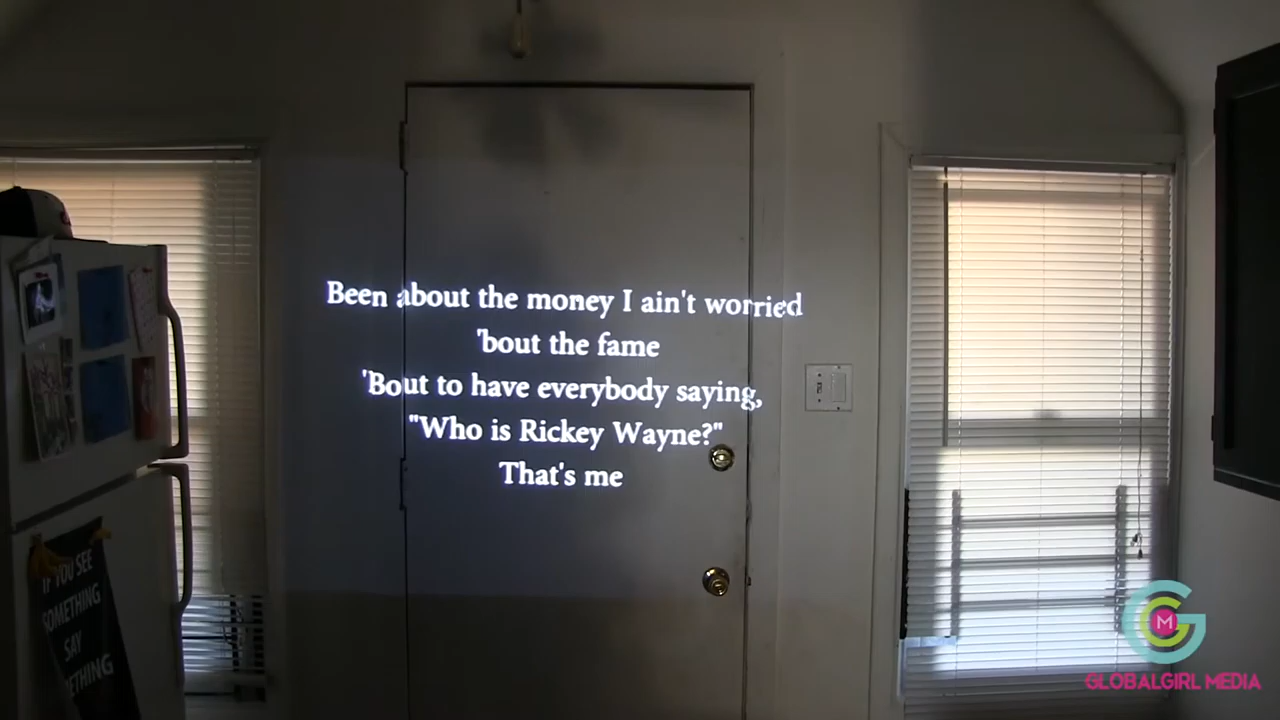 Been about the money I ain't worried
'bout the fame
'Bout to have everybody saying,
"Who is Rickey Wayne?"
That's me
IF YOU SEE
SOMETHING
SAY
GLOBALGIRL MEDIA